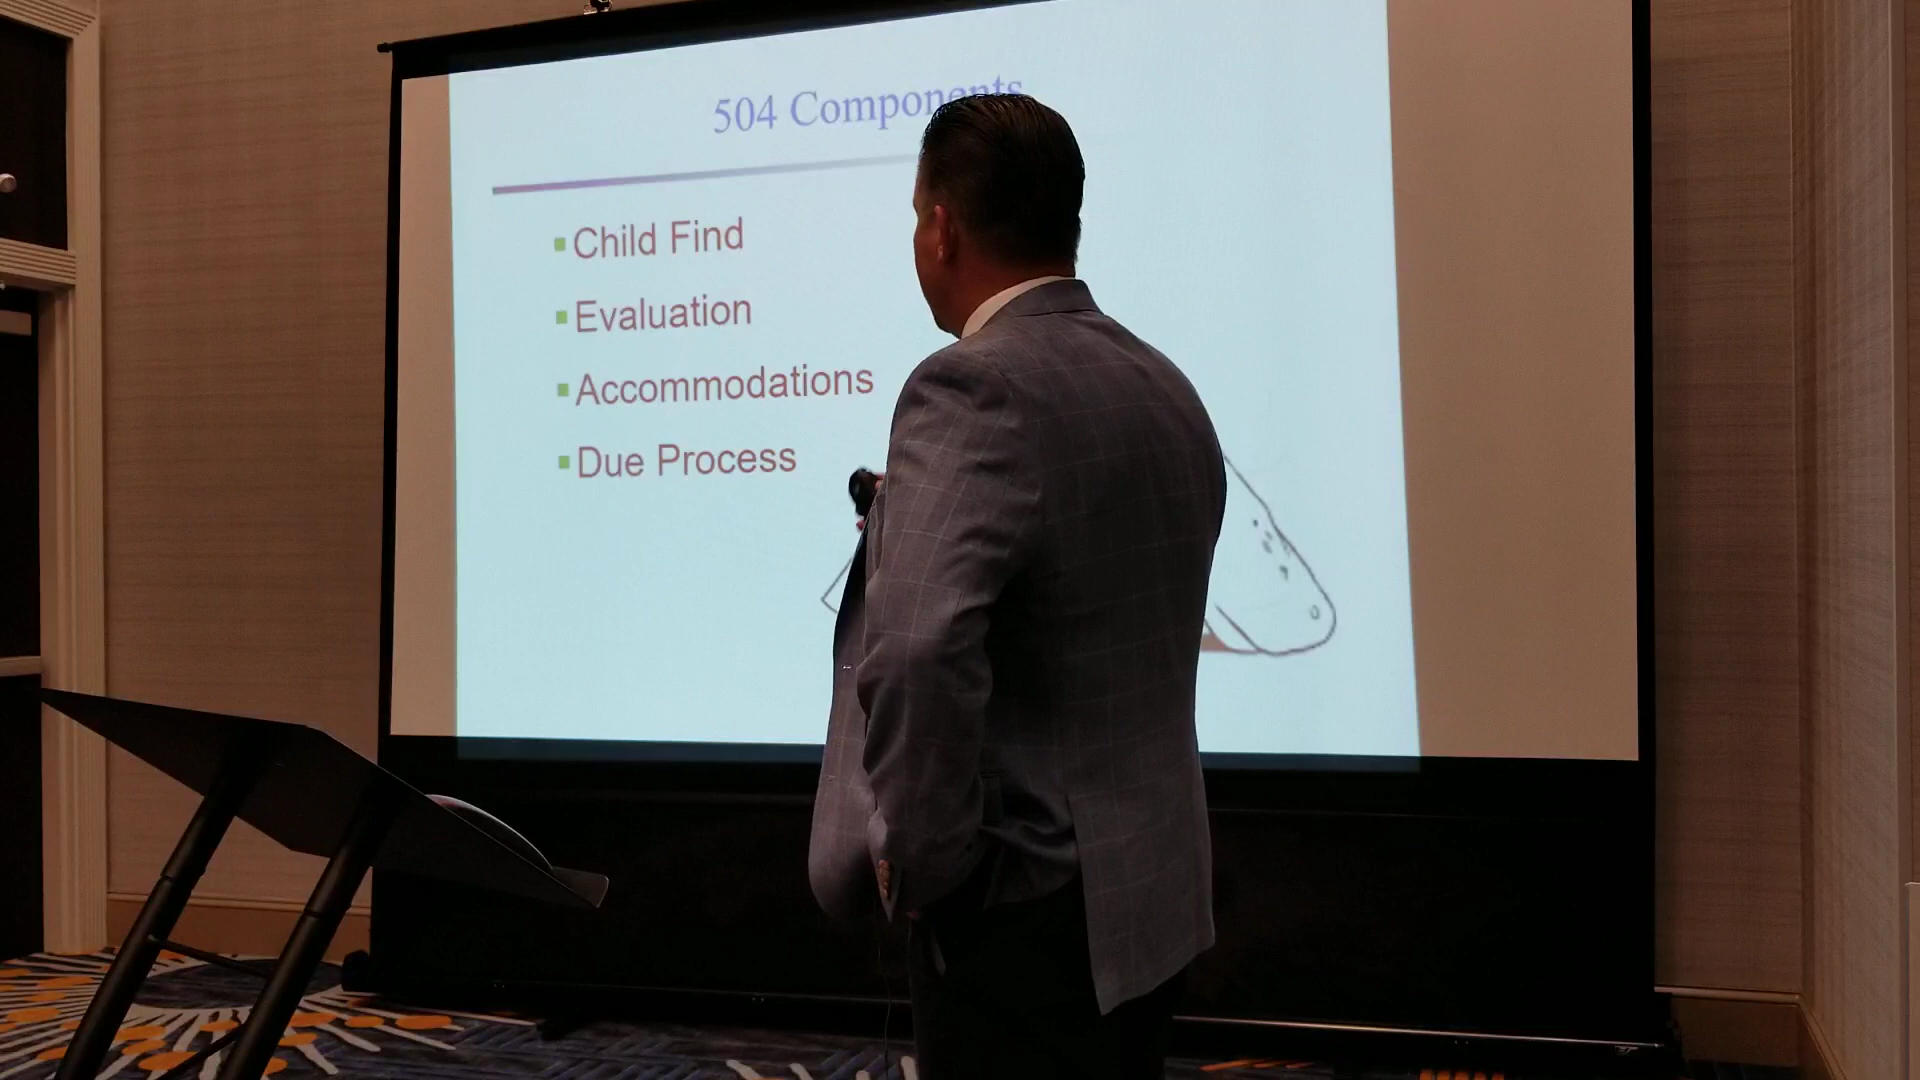 504 Components
Child Find
Evaluation
Accommodations
Due Process